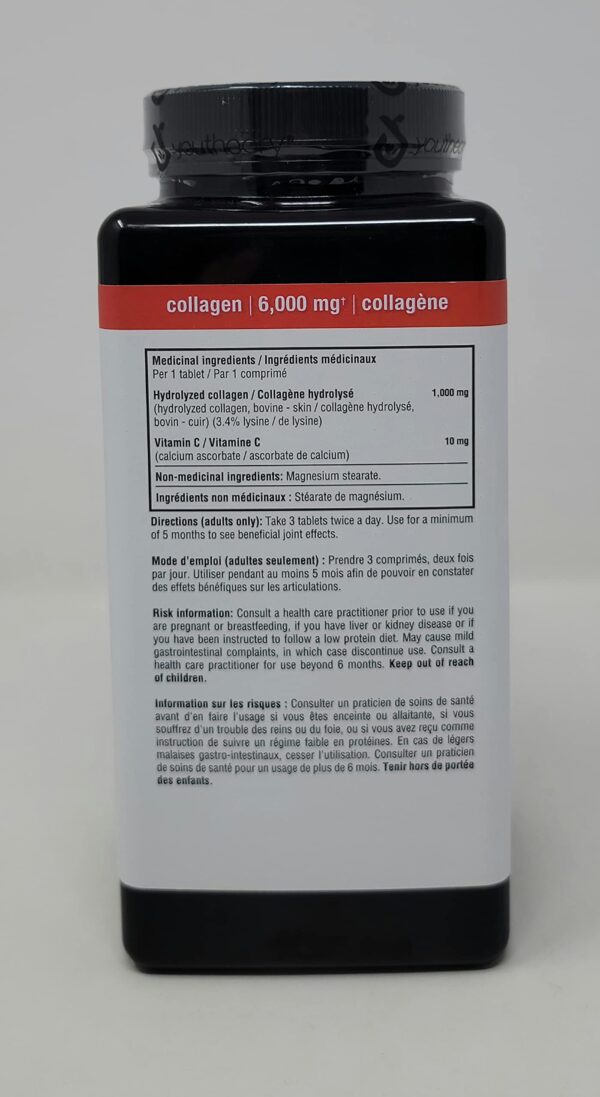 youtheory®
youtheo
collagen | 6,000 mg† | collagène
Medicinal ingredients / Ingrédients médicinaux
Per 1 tablet / Par 1 comprimé
Hydrolyzed collagen / Collagène hydrolysé 1,000 mg
(hydrolyzed collagen, bovine - skin / collagène hydrolysé,
bovin - cuir) (3.4% lysine / de lysine)
Vitamin C / Vitamine C 10 mg
(calcium ascorbate / ascorbate de calcium)
Non-medicinal ingredients: Magnesium stearate.
Ingrédients non médicinaux : Stéarate de magnésium.
Directions (adults only): Take 3 tablets twice a day. Use for a minimum
of 5 months to see beneficial joint effects.
Mode d'emploi (adultes seulement) : Prendre 3 comprimés, deux fois
par jour. Utiliser pendant au moins 5 mois afin de pouvoir en constater
des effets bénéfiques sur les articulations.
Risk information: Consult a health care practitioner prior to use if you
are pregnant or breastfeeding, if you have liver or kidney disease or if
you have been instructed to follow a low protein diet. May cause mild
gastrointestinal complaints, in which case discontinue use. Consult a
health care practitioner for use beyond 6 months. Keep out of reach
of children.
Information sur les risques : Consulter un praticien de soins de santé
avant d'en faire l'usage si vous êtes enceinte ou allaitante, si vous
souffrez d'un trouble des reins ou du foie, ou si vous avez reçu comme
instruction de suivre un régime faible en protéines. En cas de légers
malaises gastro-intestinaux, cesser l'utilisation. Consulter un praticien
de soins de santé pour un usage de plus de 6 mois. Tenir hors de portée
des enfants.